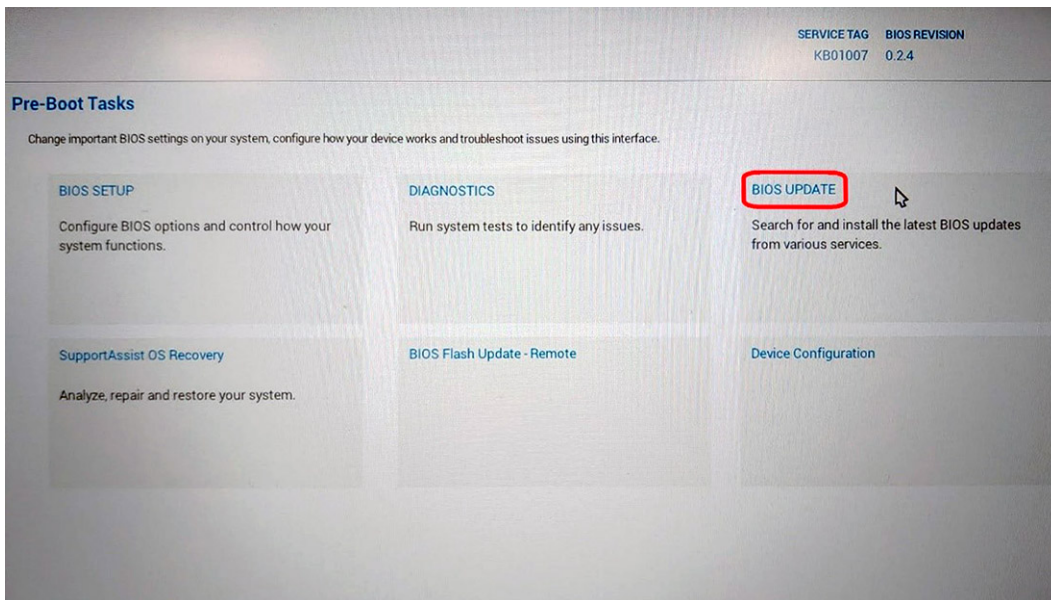 SERVICE TAG BIOS REVISION
KB01007 0.2.4
Pre-Boot Tasks
Change important BIOS settings on your system, configure how your device works and troubleshoot issues using this interface.
BIOS SETUP
Configure BIOS options and control how your
system functions.
DIAGNOSTICS
Run system tests to identify any issues.
BIOS UPDATE
Search for and install the latest BIOS updates
from various services.
SupportAssist OS Recovery
Analyze, repair and restore your system.
BIOS Flash Update - Remote
Device Configuration